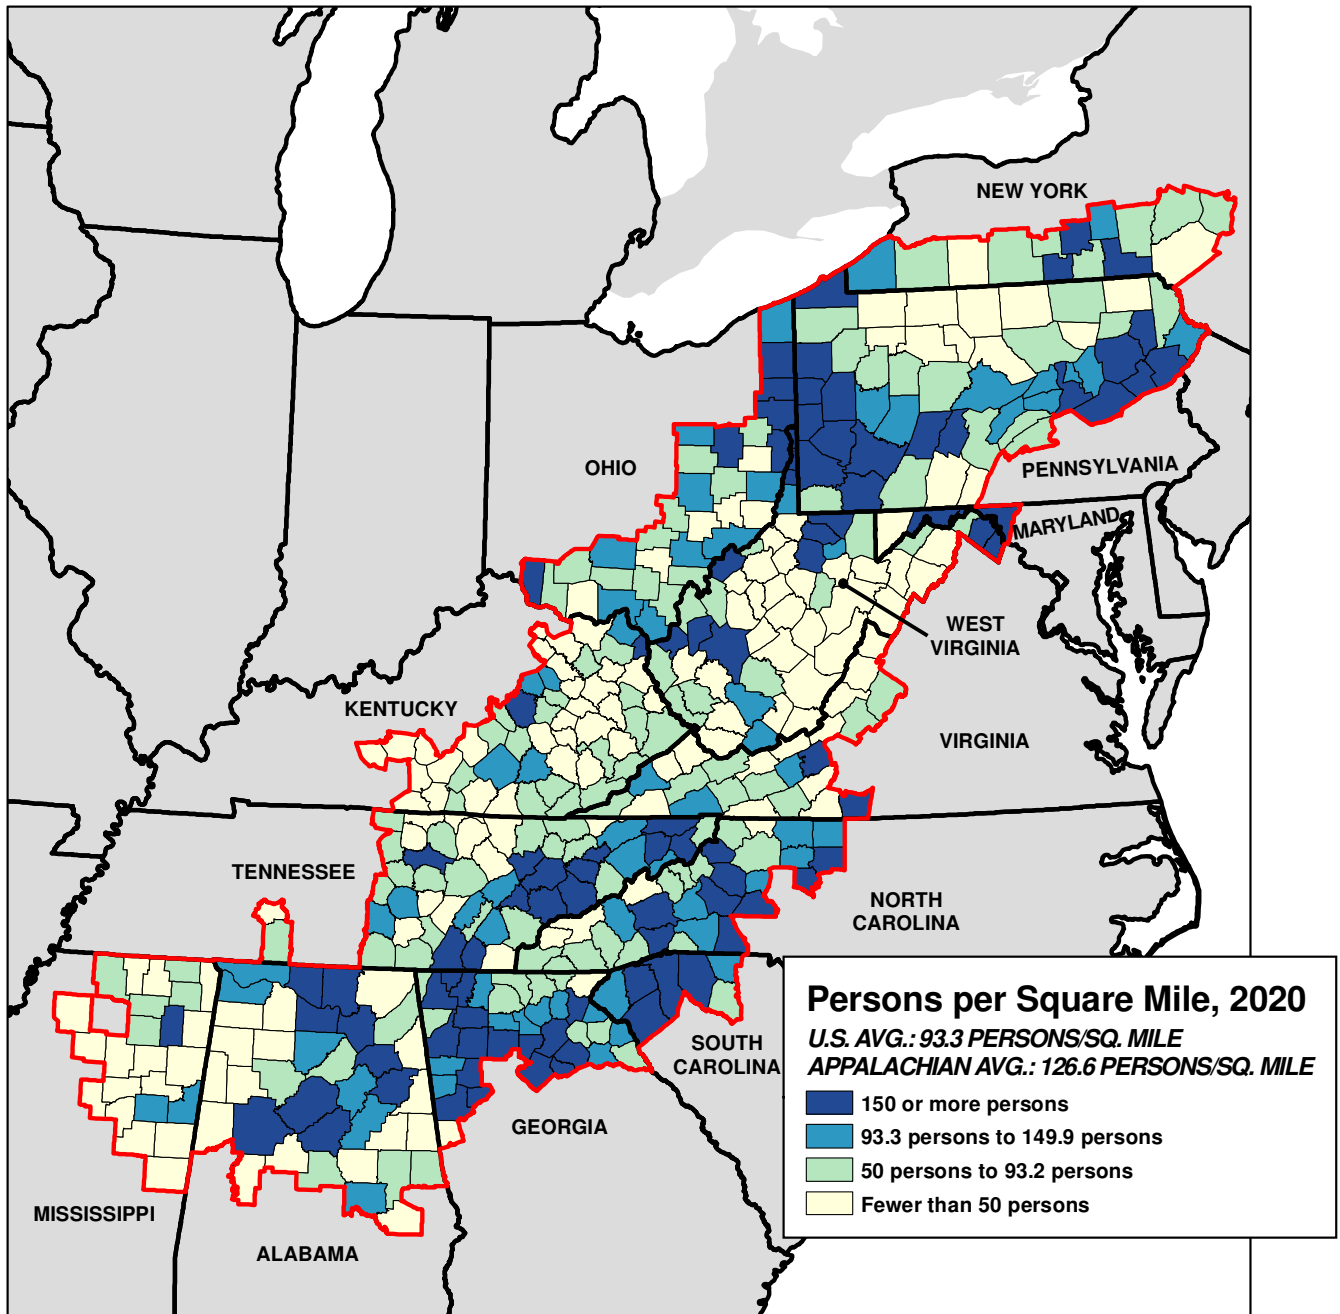 NEW YORK
OHIO
PENNSYLVANIA
MARYLAND
WEST
VIRGINIA
KENTUCKY
VIRGINIA
TENNESSEE
NORTH
CAROLINA
SOUTH
CAROLINA
GEORGIA
MISSISSIPPI
ALABAMA
Persons per Square Mile, 2020
U.S. AVG.: 93.3 PERSONS/SQ. MILE
APPALACHIAN AVG.: 126.6 PERSONS/SQ. MILE
150 or more persons
93.3 persons to 149.9 persons
50 persons to 93.2 persons
Fewer than 50 persons